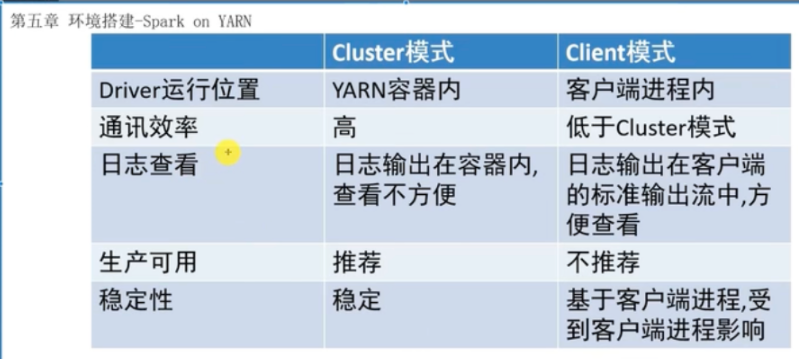 第五章 环境搭建-Spark on YARN
Cluster模式 Client模式
Driver运行位置 YARN容器内 客户端进程内
通讯效率 高 低于Cluster模式
日志查看 日志输出在容器内, 日志输出在客户端
查看不方便 的标准输出流中,方
便查看
生产可用 推荐 不推荐
稳定性 稳定 基于客户端进程,受
到客户端进程影响